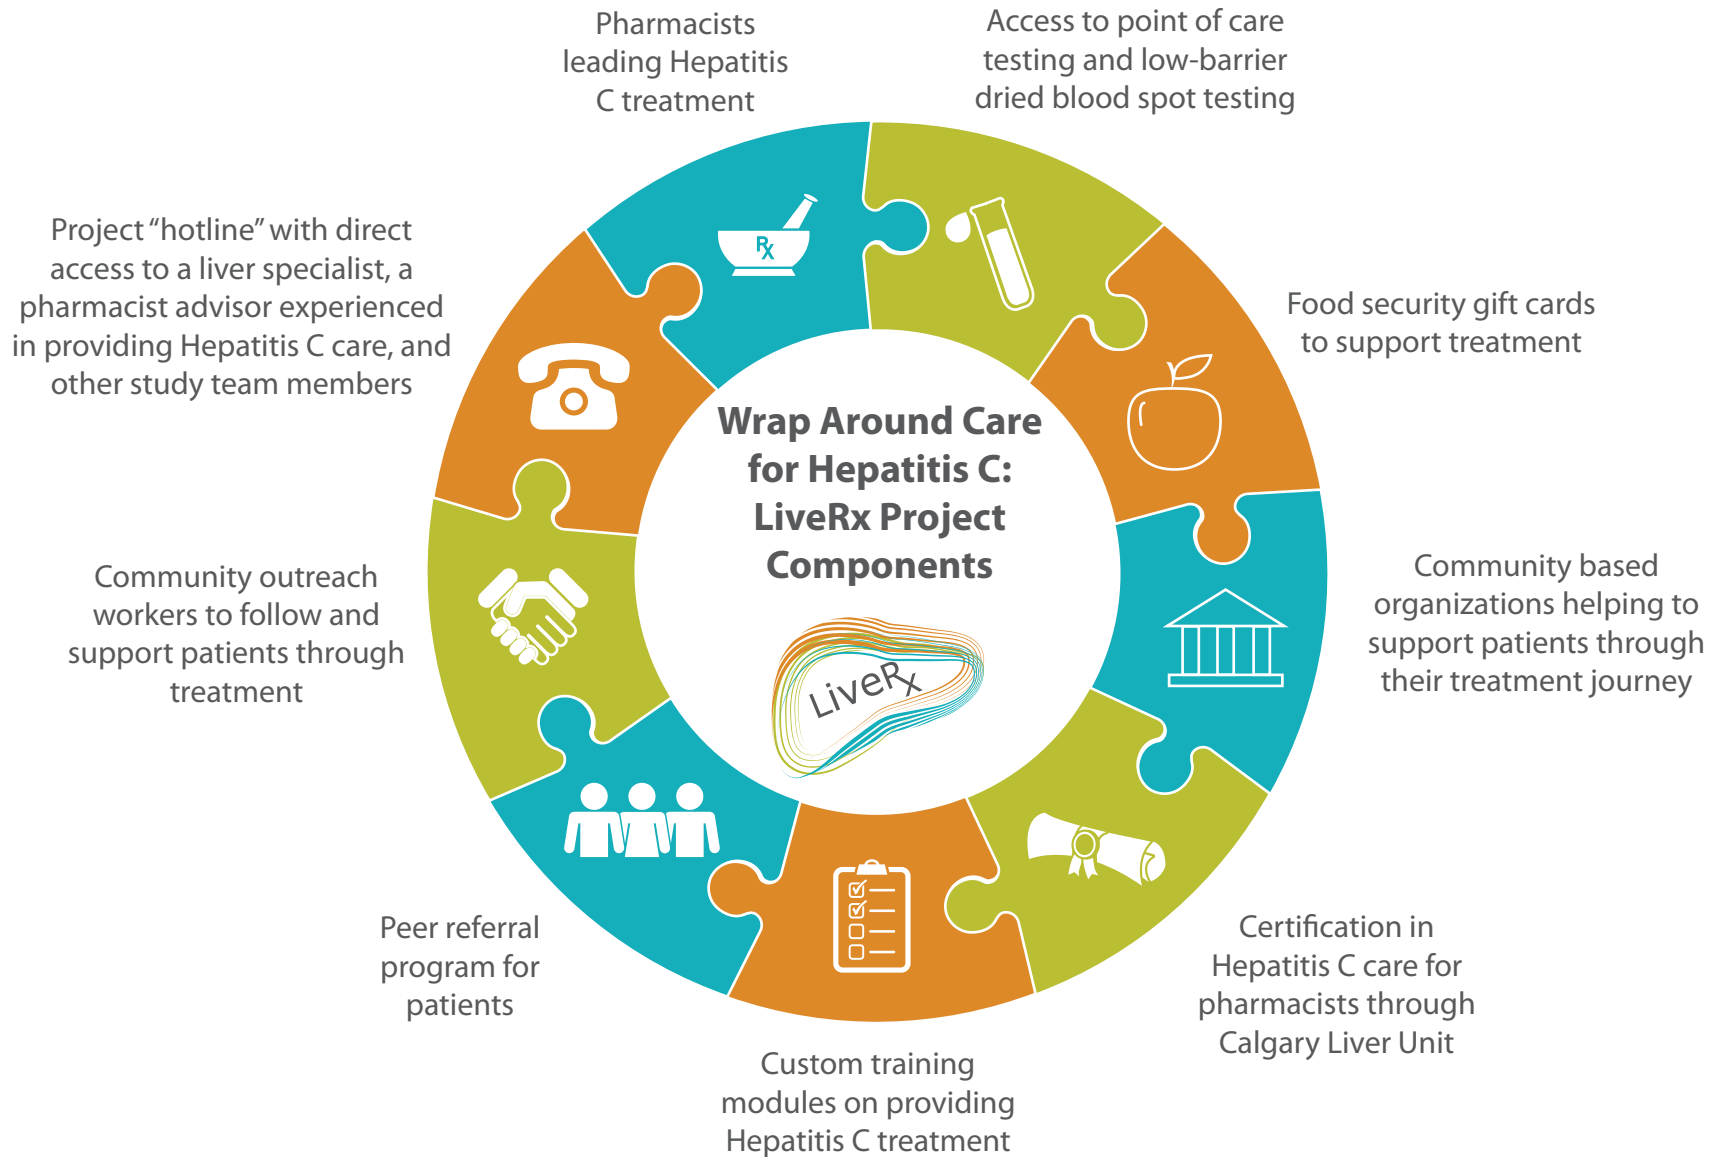 Pharmacists
leading Hepatitis
C treatment
Access to point of care
testing and low-barrier
dried blood spot testing
Project “hotline” with direct
access to a liver specialist, a
pharmacist advisor experienced
in providing Hepatitis C care, and
other study team members
Rx
Food security gift cards
to support treatment
Wrap Around Care
for Hepatitis C:
LiveRx Project
Components
LiveRx
Community outreach
workers to follow and
support patients through
treatment
Community based
organizations helping to
support patients through
their treatment journey
Peer referral
program for
patients
Certification in
Hepatitis C care for
pharmacists through
Calgary Liver Unit
Custom training
modules on providing
Hepatitis C treatment